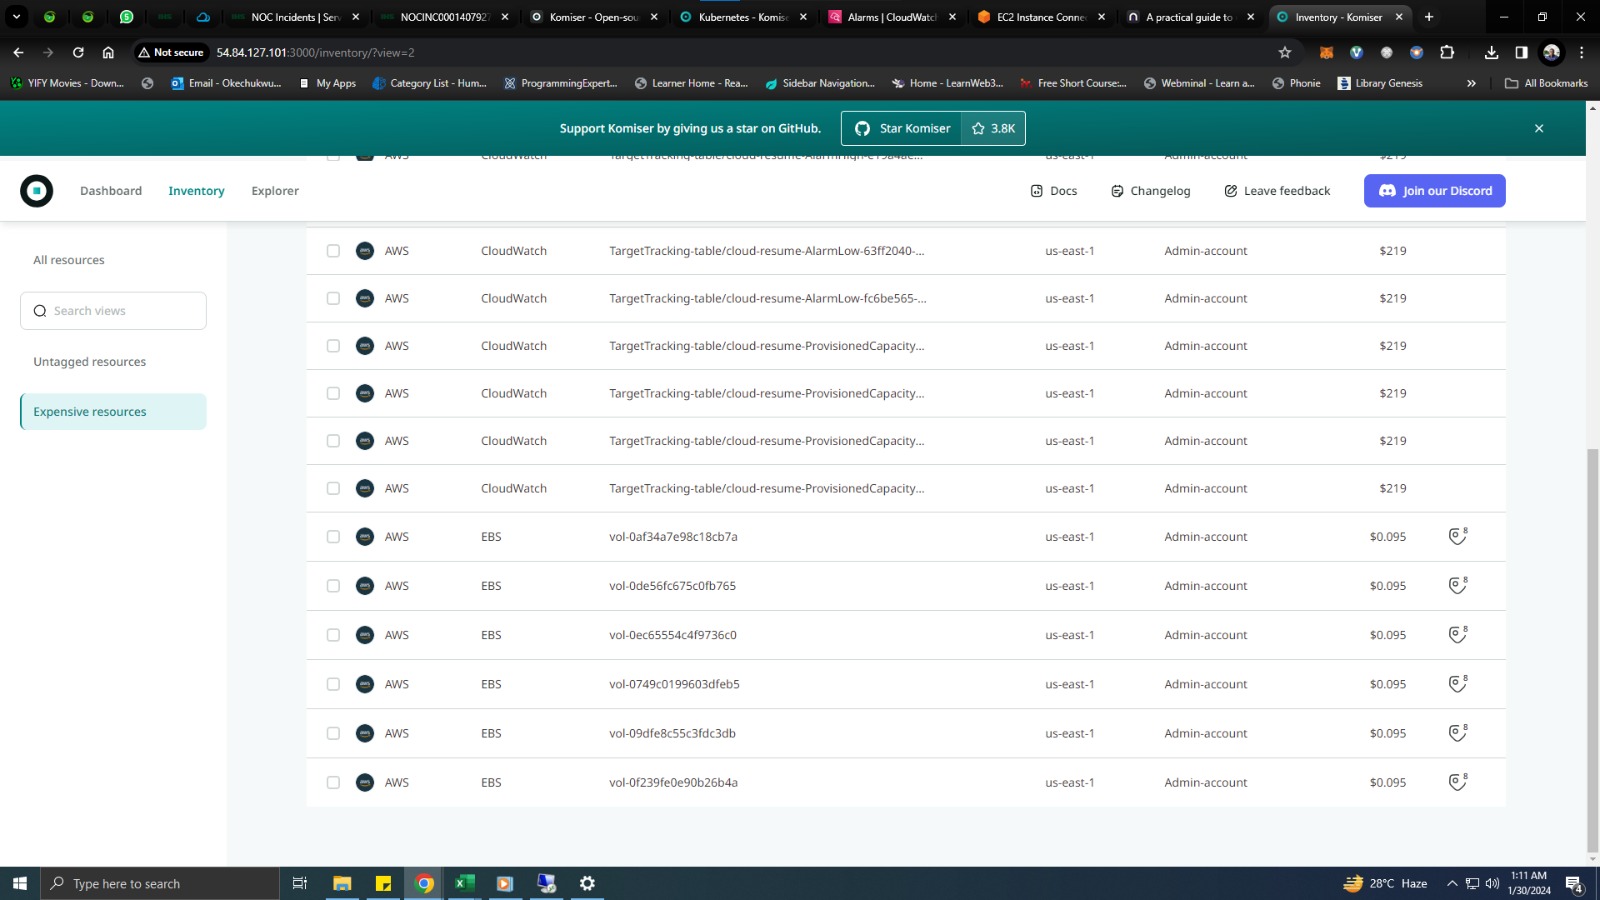 NOC Incidents | Serv
NOCINC0001407927
Komiser - Open-sou
Kubernetes - Komise
Alarms | CloudWatch
EC2 Instance Conne
A practical guide to
Inventory - Komiser
Not secure
54.84.127.101:3000/inventory/?view=2
YIFY Movies - Down...
Email - Okechukwu...
My Apps
Category List - Hum...
ProgrammingExpert...
Learner Home - Rea...
Sidebar Navigation...
Home - LearnWeb3...
Free Short Course:...
Webminal - Learn a...
Phonie
Library Genesis
»
All Bookmarks
Support Komiser by giving us a star on GitHub.
Star Komiser
3.8K
Dashboard
Inventory
Explorer
Docs
Changelog
Leave feedback
Join our Discord
All resources
Search views
Untagged resources
Expensive resources
AWS CloudWatch TargetTracking-table/cloud-resume-AlarmLow-63ff2040-... us-east-1 Admin-account $219
AWS CloudWatch TargetTracking-table/cloud-resume-AlarmLow-fc6be565-... us-east-1 Admin-account $219
AWS CloudWatch TargetTracking-table/cloud-resume-ProvisionedCapacity... us-east-1 Admin-account $219
AWS CloudWatch TargetTracking-table/cloud-resume-ProvisionedCapacity... us-east-1 Admin-account $219
AWS CloudWatch TargetTracking-table/cloud-resume-ProvisionedCapacity... us-east-1 Admin-account $219
AWS CloudWatch TargetTracking-table/cloud-resume-ProvisionedCapacity... us-east-1 Admin-account $219
AWS EBS vol-0af34a7e98c18cb7a us-east-1 Admin-account $0.095 8
AWS EBS vol-0de56fc675c0fb765 us-east-1 Admin-account $0.095 8
AWS EBS vol-0ec65554c4f9736c0 us-east-1 Admin-account $0.095 8
AWS EBS vol-0749c0199603dfeb5 us-east-1 Admin-account $0.095 8
AWS EBS vol-09dfe8c55c3fdc3db us-east-1 Admin-account $0.095 8
AWS EBS vol-0f239fe0e90b26b4a us-east-1 Admin-account $0.095 8
Type here to search
28°C Haze
1:11 AM
1/30/2024
4